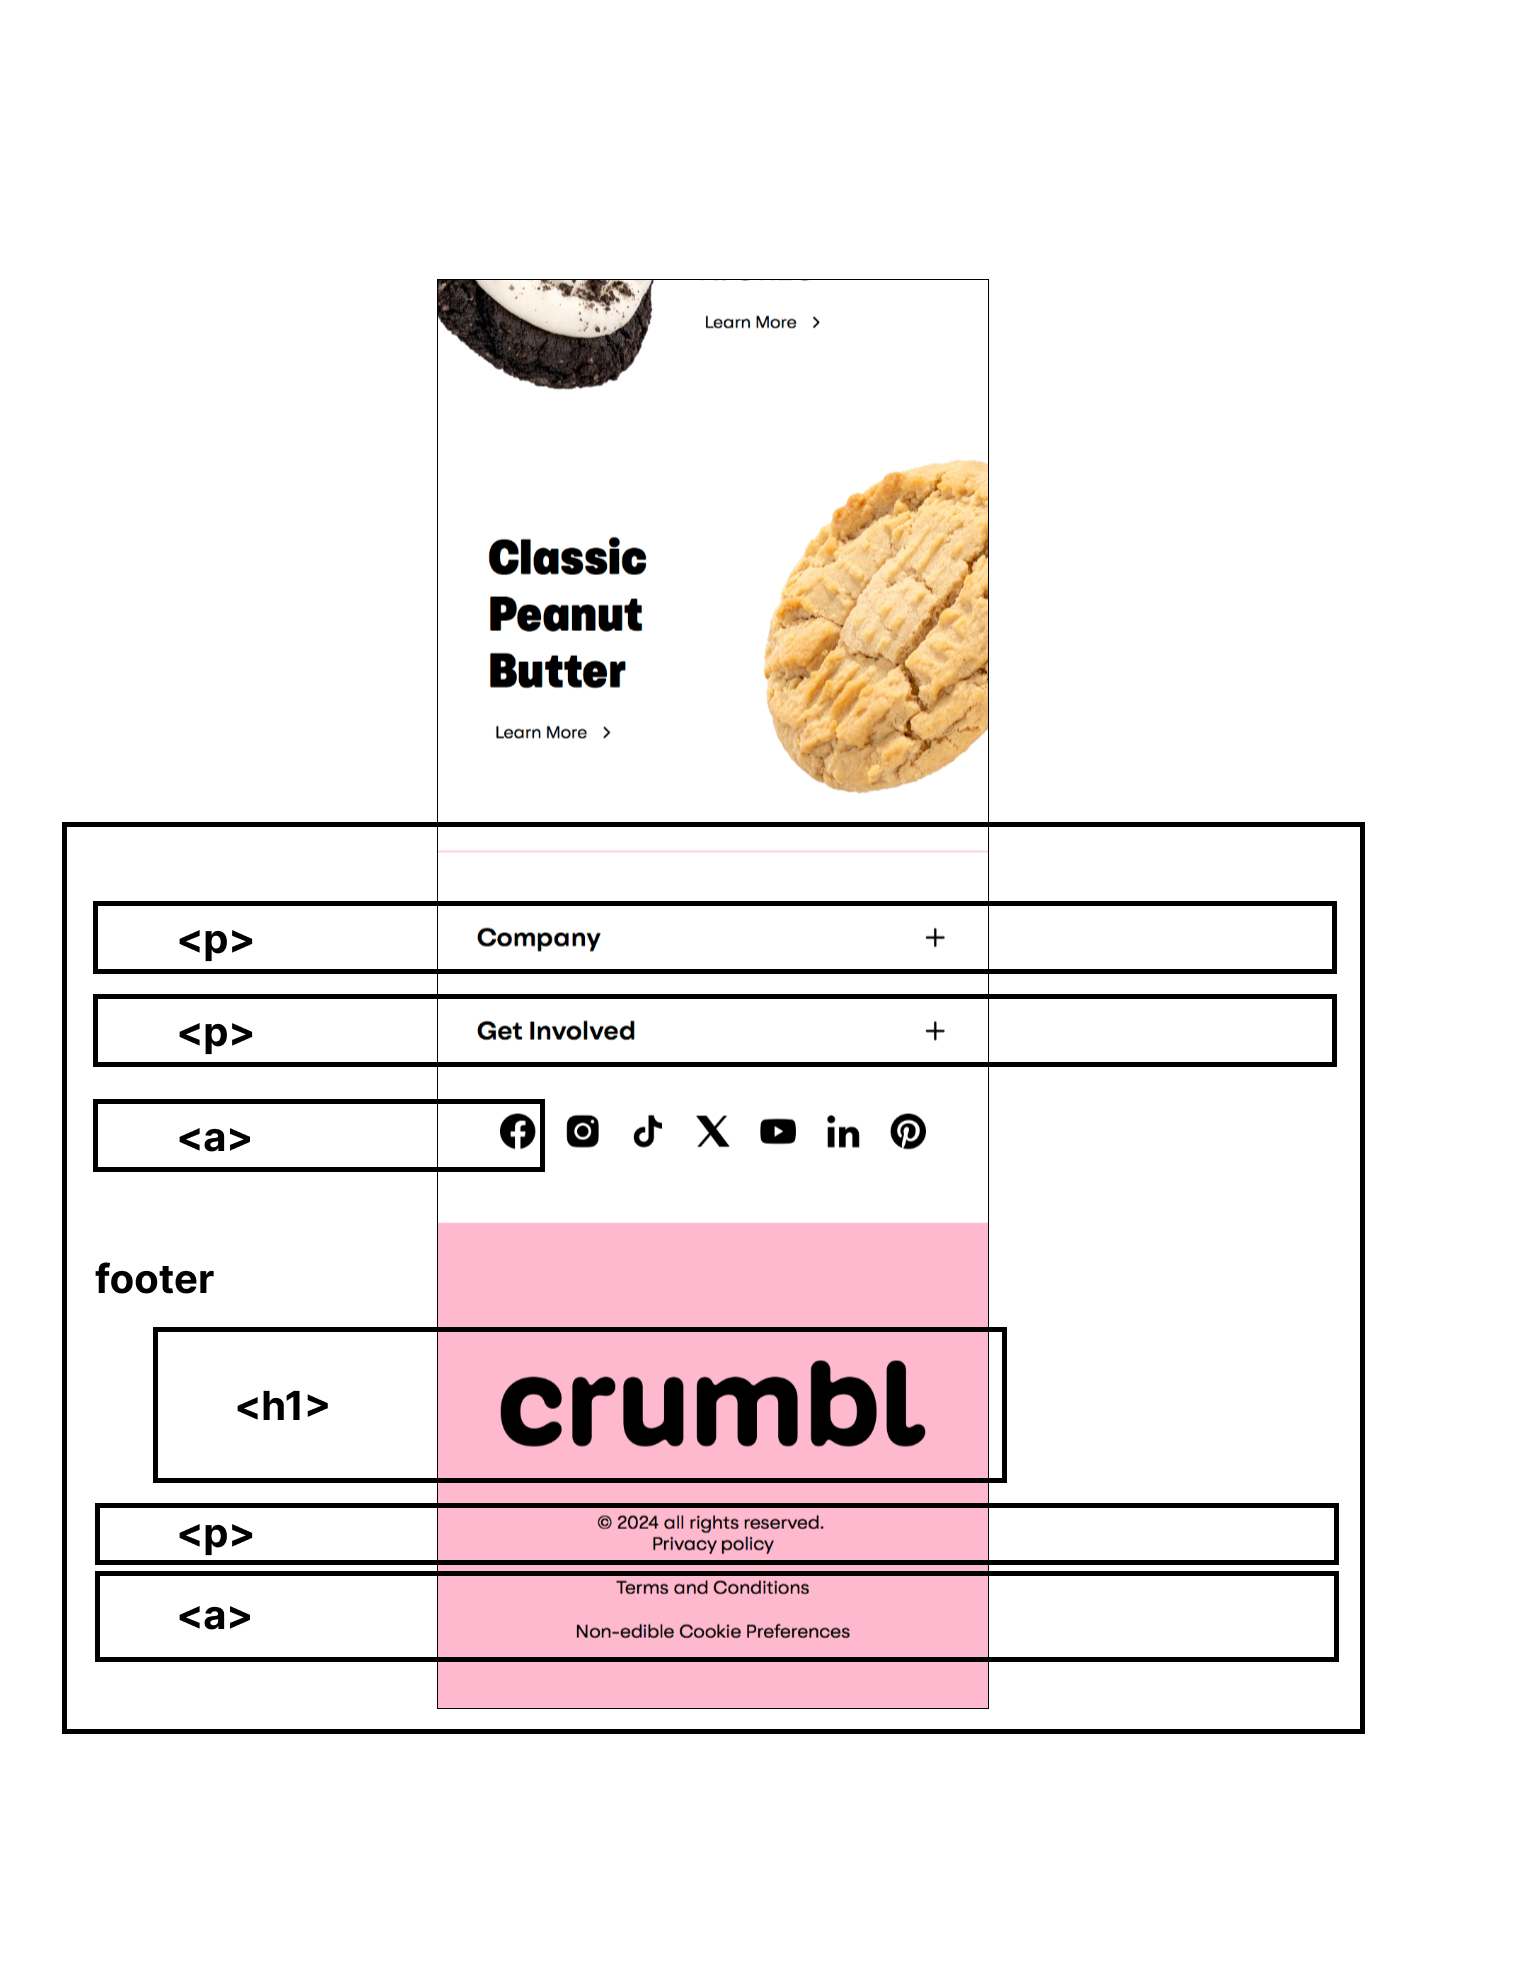 Learn More
Classic
Peanut
Butter
Learn More
<p>
Company
<p>
Get Involved
<a>
footer
<h1>
crumbl
<p>
© 2024 all rights reserved.
Privacy policy
<a>
Terms and Conditions
Non-edible Cookie Preferences